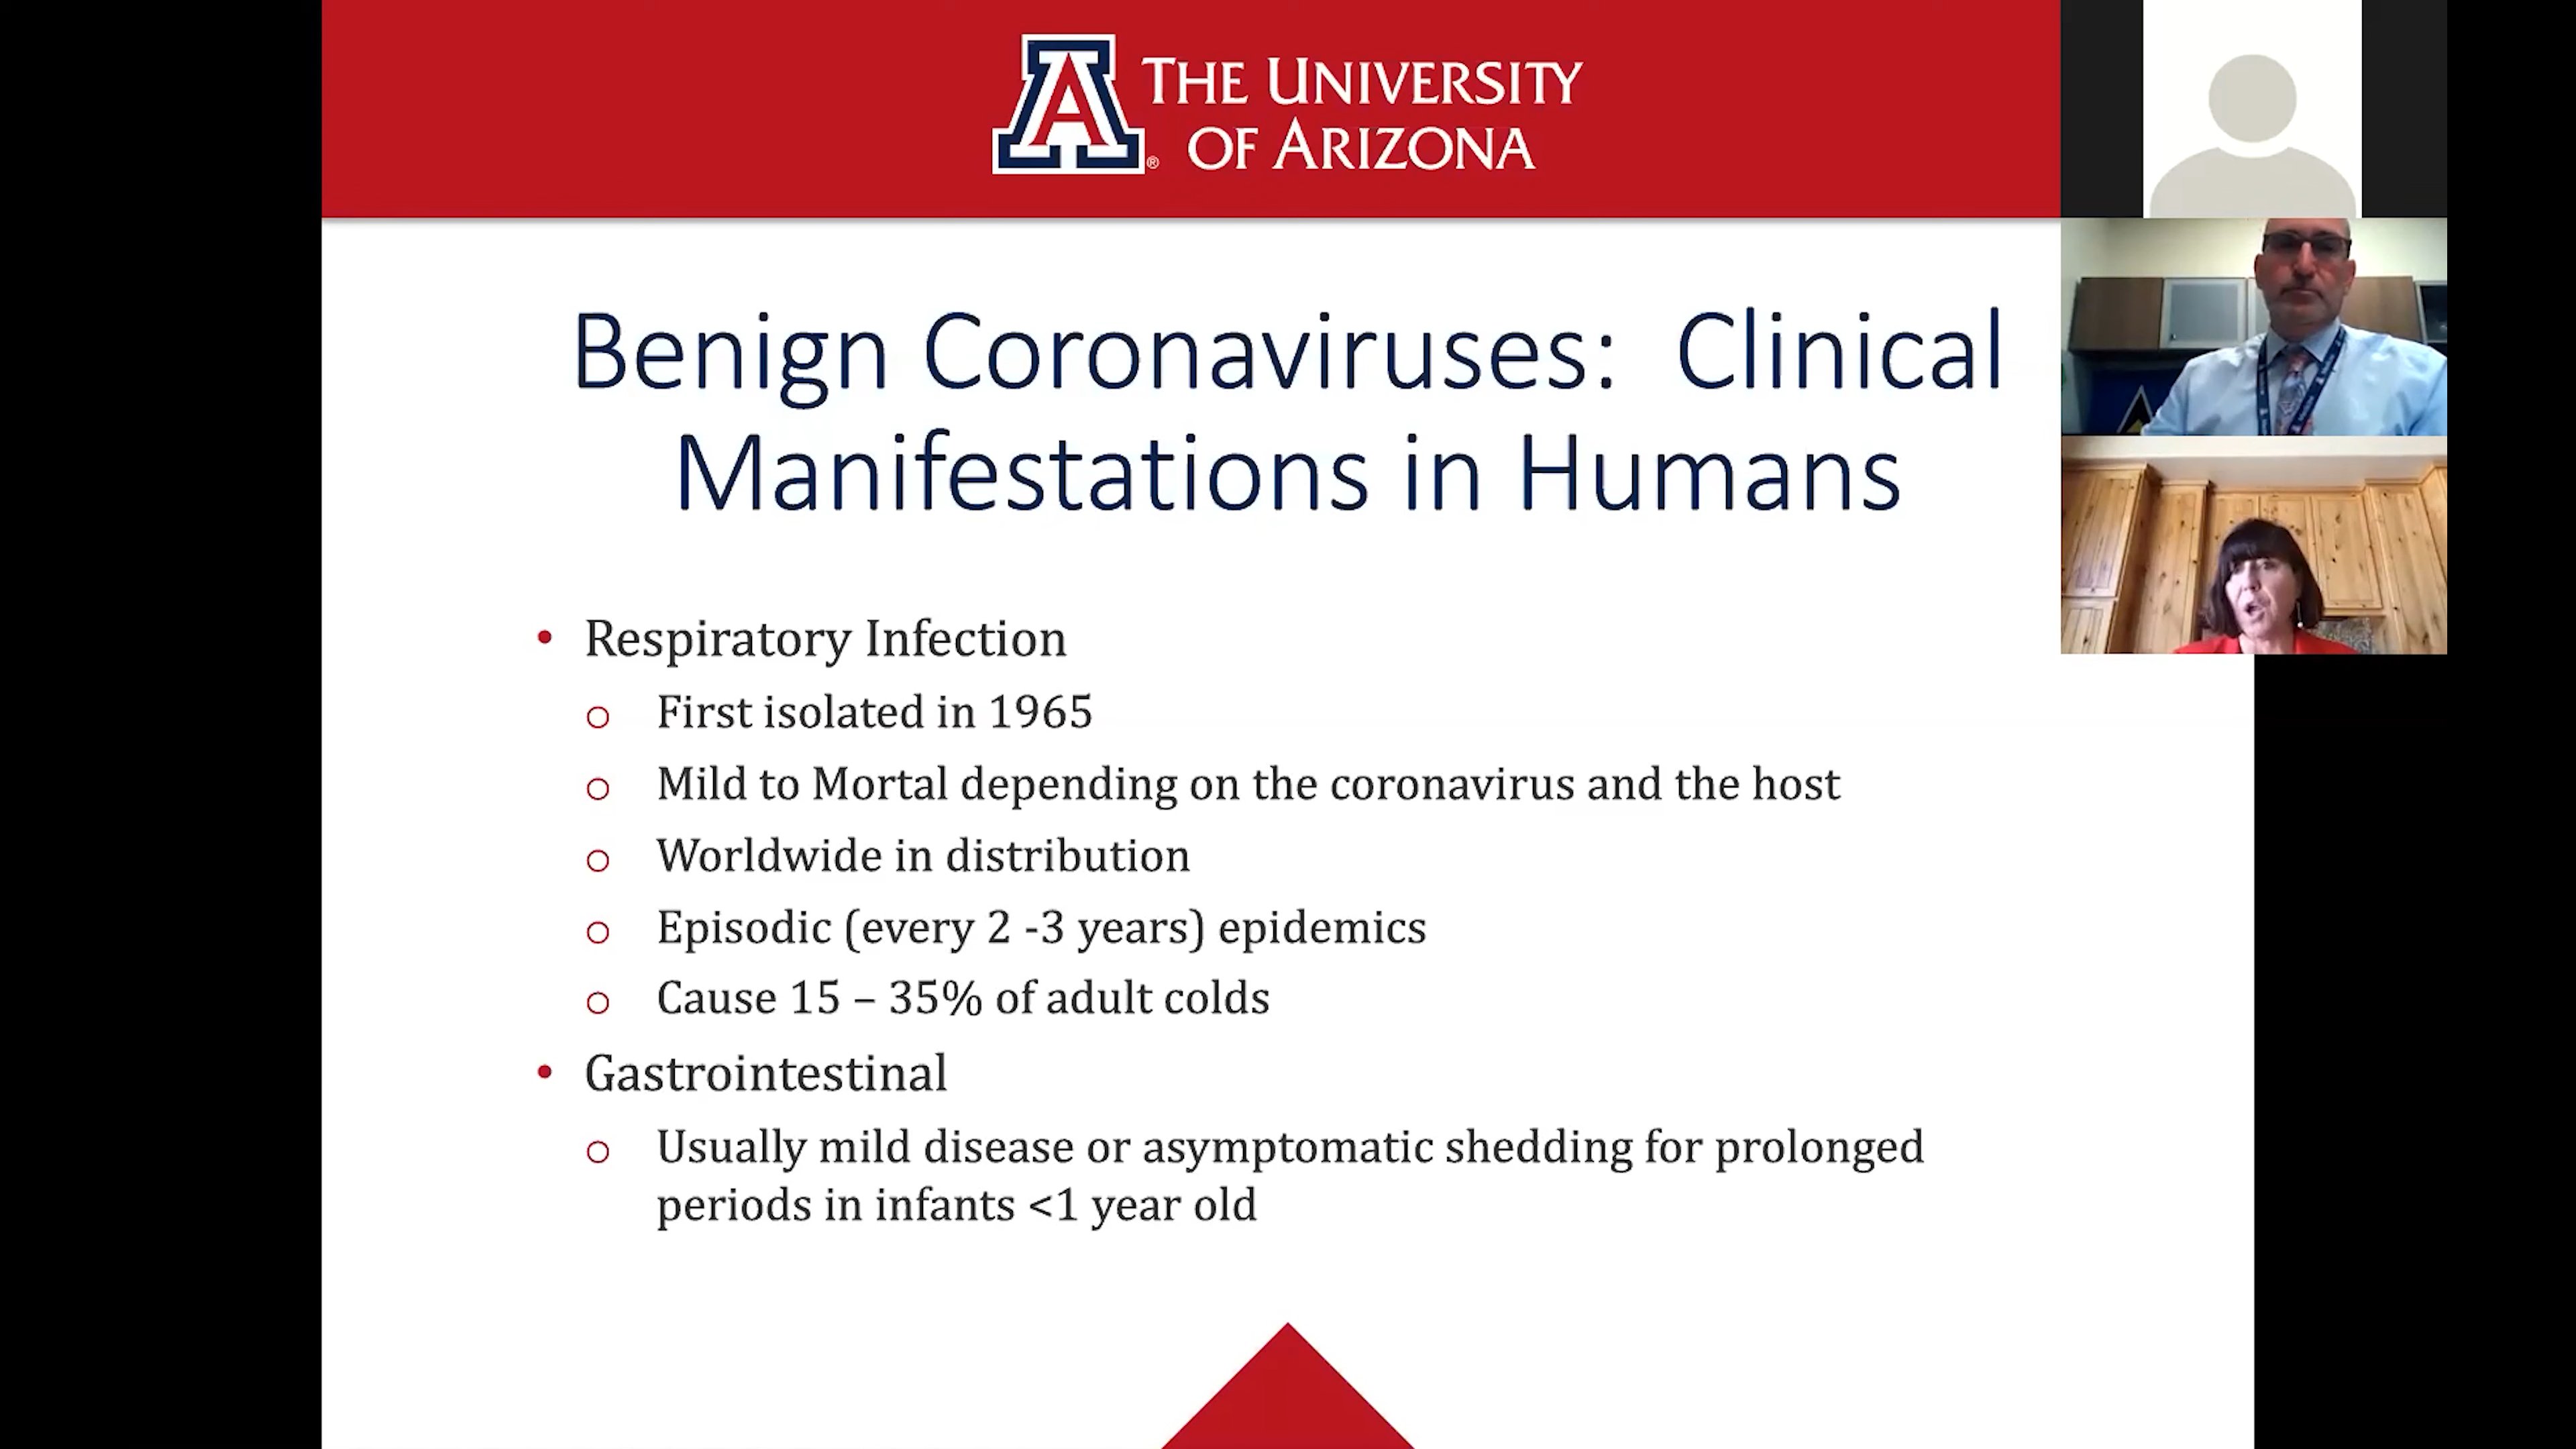 THE UNIVERSITY
OF ARIZONA
A
®
Benign Coronaviruses: Clinical
Manifestations in Humans
• Respiratory Infection
o First isolated in 1965
o Mild to Mortal depending on the coronavirus and the host
o Worldwide in distribution
o Episodic (every 2 -3 years) epidemics
o Cause 15 – 35% of adult colds
• Gastrointestinal
o Usually mild disease or asymptomatic shedding for prolonged
periods in infants <1 year old